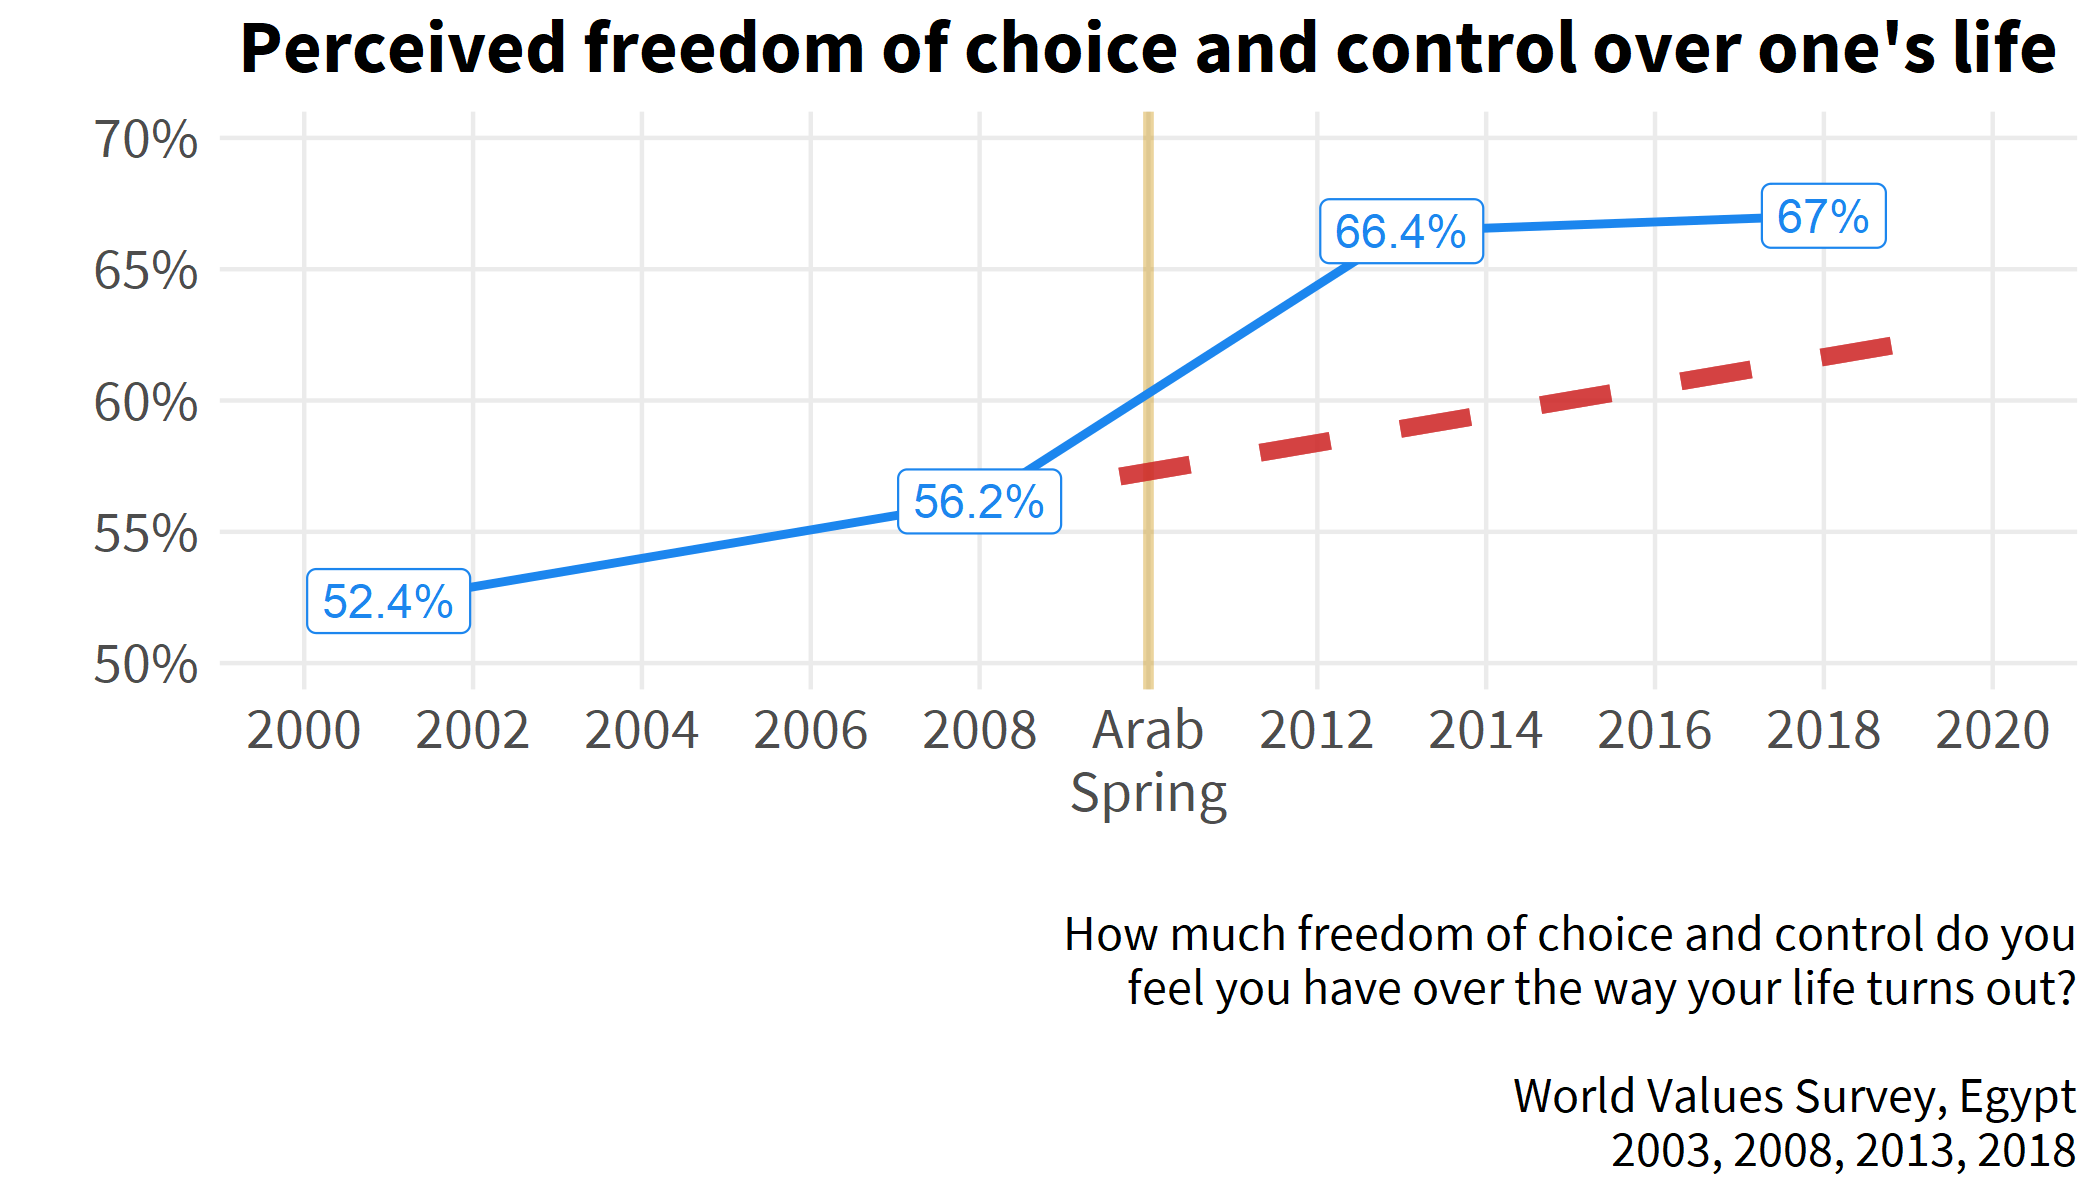 Perceived freedom of choice and control over one's life
70%
65%
60%
55%
50%
52.4%
56.2%
66.4%
67%
2000 2002 2004 2006 2008 Arab 2012 2014 2016 2018 2020
Spring
How much freedom of choice and control do you
feel you have over the way your life turns out?
World Values Survey, Egypt
2003, 2008, 2013, 2018